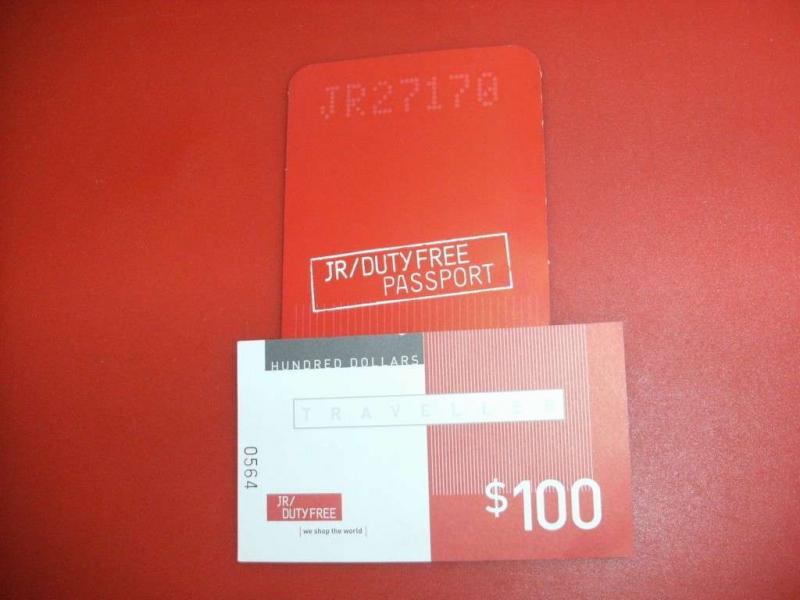 JR27170
JR/DUTY FREE
PASSPORT
HUNDRED DOLLARS
TRAVELLER
0564
$100
JR/
DUTY FREE
we shop the world